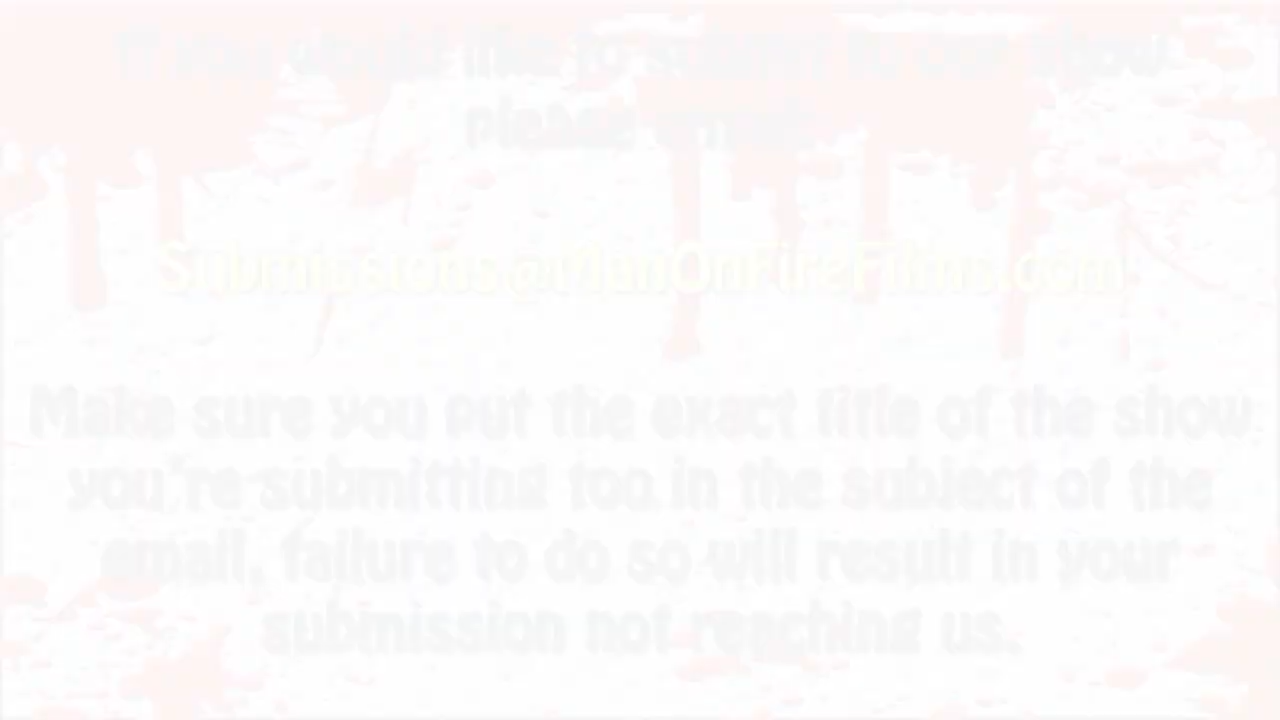 If you would like to submit to our show
please email:
Submissions@ManOnFireFilms.com
Make sure you put the exact title of the show
you're submitting too in the subject of the
email, failure to do so will result in your
submission not reaching us.